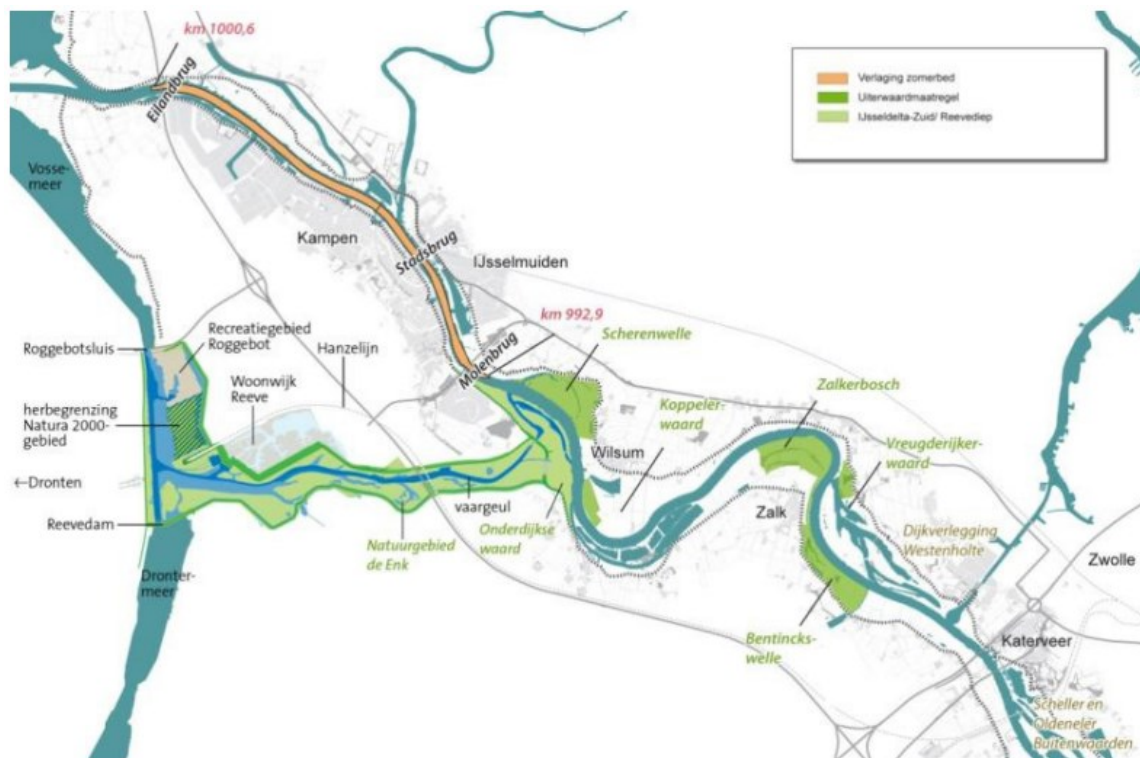 km 1000,6
Eilandbrug
Verlaging zomerbed
Uiterwaardmaatregel
IJsseldelta-Zuid/ Reevediep
Vosse-
meer
Kampen
Stadsbrug
IJsselmuiden
km 992,9
Molenbrug
Scherenwelle
Roggebotsluis
Recreatiegebied
Roggebot
Hanzelijn
Woonwijk
Reeve
herbegrenzing
Natura 2000-
gebied
Koppeler-
waard
Zalkerbosch
Wilsum
Vreugderijker-
waard
←Dronten
Reevedam
vaargeul
Onderdijkse
waard
Natuurgebied
de Enk
Zalk
Dijkverlegging
Westenholte
Zwolle
Dronter-
meer
Bentincks-
welle
Katerveer
Scheller en
Oldeneler
Buitenwaarden